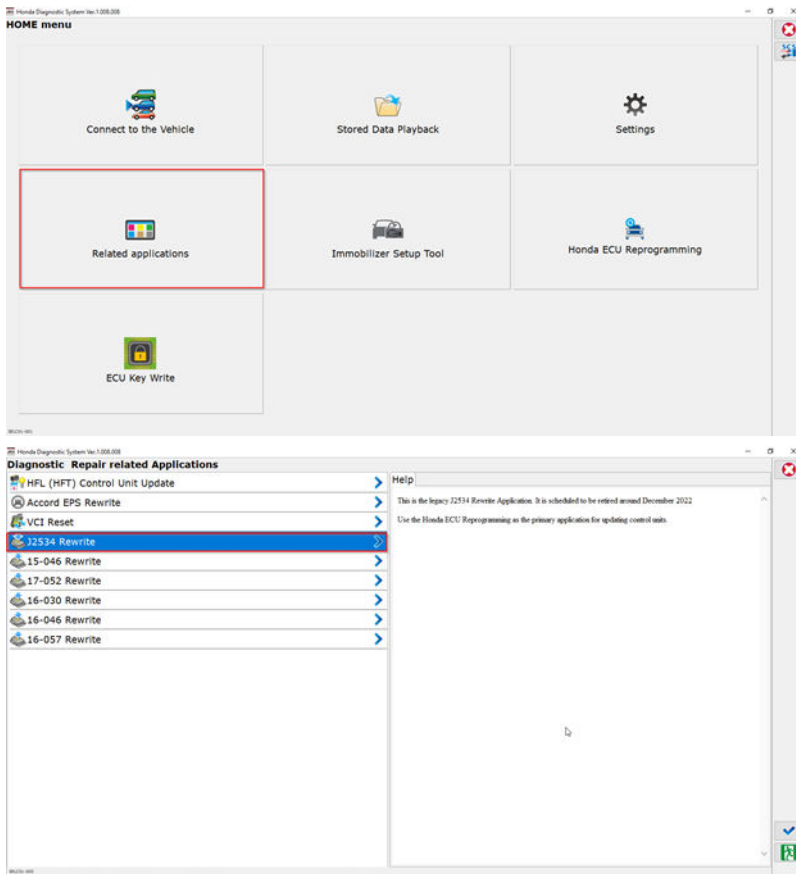 Honda Diagnostic System Ver.1.008.008
HOME menu
Connect to the Vehicle
Stored Data Playback
Settings
Related applications
Immobilizer Setup Tool
Honda ECU Reprogramming
ECU Key Write
Honda Diagnostic System Ver.1.008.008
Diagnostic Repair related Applications
HFL (HFT) Control Unit Update
Accord EPS Rewrite
VCI Reset
J2534 Rewrite
15-046 Rewrite
17-052 Rewrite
16-030 Rewrite
16-046 Rewrite
16-057 Rewrite
Help
This is the legacy J2534 Rewrite Application. It is scheduled to be retired around December 2022
Use the Honda ECU Reprogramming as the primary application for updating control units.